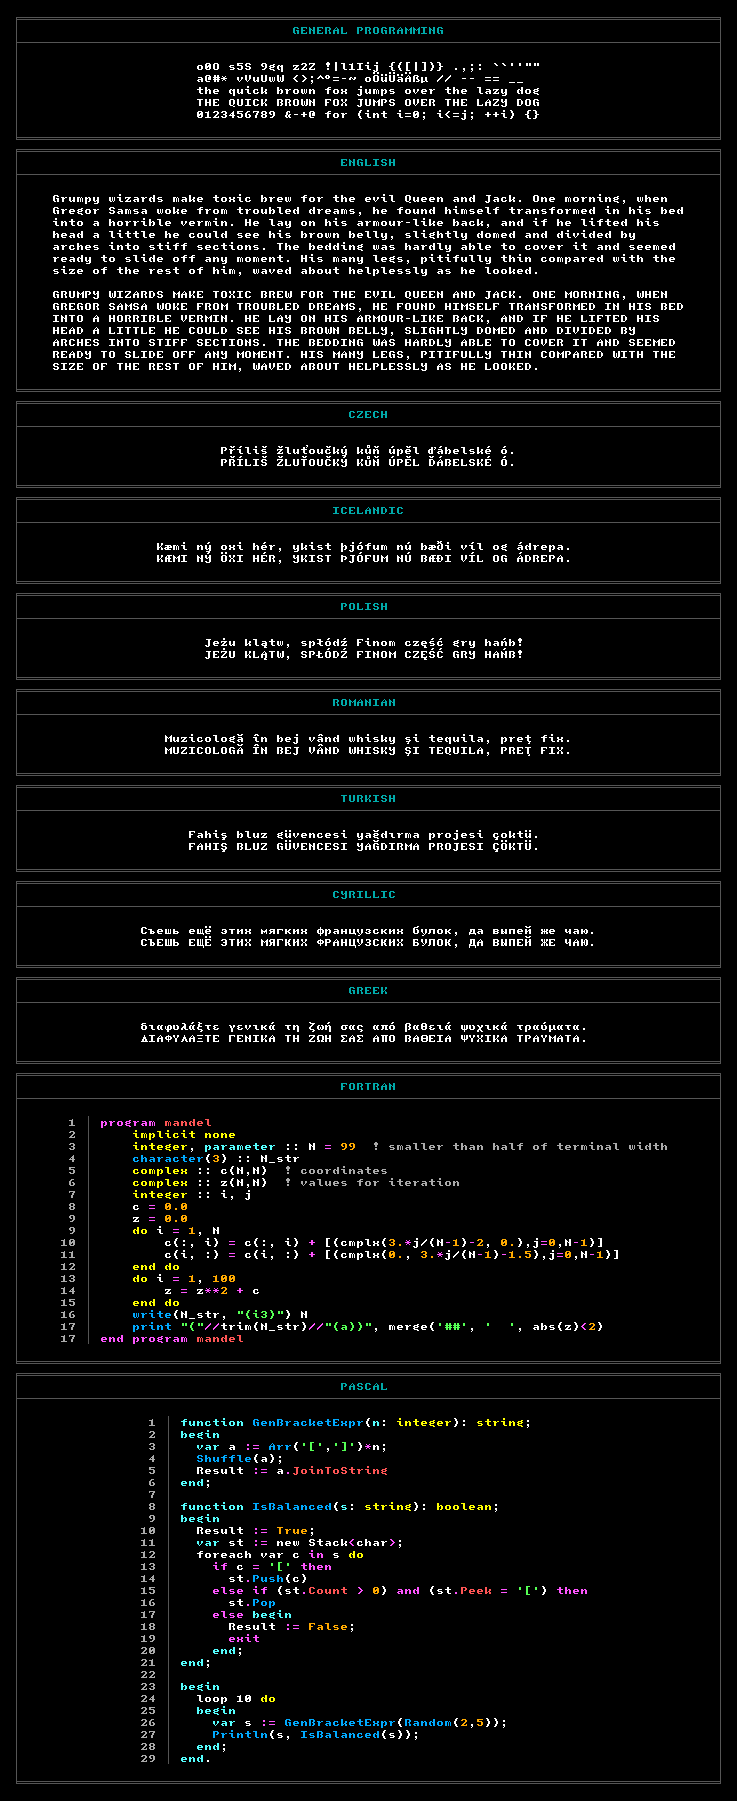 GENERAL PROGRAMMING
oO0 s5S 9gq z2Z !|l1Iij {([|])} .,;: ``''""
a@#* vVuUwW <>;^°=-~ oÖüÜäÄßµ // -- == __
the quick brown fox jumps over the lazy dog
THE QUICK BROWN FOX JUMPS OVER THE LAZY DOG
0123456789 &-+@ for (int i=0; i<=j; ++i) {}
ENGLISH
Grumpy wizards make toxic brew for the evil Queen and Jack. One morning, when
Gregor Samsa woke from troubled dreams, he found himself transformed in his bed
into a horrible vermin. He lay on his armour-like back, and if he lifted his
head a little he could see his brown belly, slightly domed and divided by
arches into stiff sections. The bedding was hardly able to cover it and seemed
ready to slide off any moment. His many legs, pitifully thin compared with the
size of the rest of him, waved about helplessly as he looked.
GRUMPY WIZARDS MAKE TOXIC BREW FOR THE EVIL QUEEN AND JACK. ONE MORNING, WHEN
GREGOR SAMSA WOKE FROM TROUBLED DREAMS, HE FOUND HIMSELF TRANSFORMED IN HIS BED
INTO A HORRIBLE VERMIN. HE LAY ON HIS ARMOUR-LIKE BACK, AND IF HE LIFTED HIS
HEAD A LITTLE HE COULD SEE HIS BROWN BELLY, SLIGHTLY DOMED AND DIVIDED BY
ARCHES INTO STIFF SECTIONS. THE BEDDING WAS HARDLY ABLE TO COVER IT AND SEEMED
READY TO SLIDE OFF ANY MOMENT. HIS MANY LEGS, PITIFULLY THIN COMPARED WITH THE
SIZE OF THE REST OF HIM, WAVED ABOUT HELPLESSLY AS HE LOOKED.
CZECH
Příliš žluťoučký kůň úpěl ďábelské ó.
PŘÍLIŠ ŽLUŤOUČKÝ KŮŇ ÚPĚL ĎÁBELSKÉ Ó.
ICELANDIC
Kæmi ný öxi hér, ykist þjófum nú bæði víl og ádrepa.
KÆMI NÝ ÖXI HÉR, YKIST ÞJÓFUM NÚ BÆÐI VÍL OG ÁDREPA.
POLISH
Jeżu klątw, spłódź Finom część gry hańb!
JEŻU KLĄTW, SPŁÓDŹ FINOM CZĘŚĆ GRY HAŃB!
ROMANIAN
Muzicologă în bej vând whisky şi tequila, preţ fix.
MUZICOLOGĂ ÎN BEJ VÂND WHISKY ŞI TEQUILA, PREŢ FIX.
TURKISH
Fahiş bluz güvencesi yağdırma projesi çöktü.
FAHIŞ BLUZ GÜVENCESI YAĞDIRMA PROJESI ÇÖKTÜ.
CYRILLIC
Съешь ещё этих мягких французских булок, да выпей же чаю.
СЪЕШЬ ЕЩЁ ЭТИХ МЯГКИХ ФРАНЦУЗСКИХ БУЛОК, ДА ВЫПЕЙ ЖЕ ЧАЮ.
GREEK
διαφυλάξτε γενικά τη ζωή σας από βαθειά ψυχικά τραύματα.
ΔΙΑΦΥΛΑΞΤΕ ΓΕΝΙΚΑ ΤΗ ΖΩΗ ΣΑΣ ΑΠΟ ΒΑΘΕΙΑ ΨΥΧΙΚΑ ΤΡΑΥΜΑΤΑ.
FORTRAN
1 program mandel
2 implicit none
3 integer, parameter :: N = 99 ! smaller than half of terminal width
4 character(3) :: N_str
5 complex :: c(N,N) ! coordinates
6 complex :: z(N,N) ! values for iteration
7 integer :: i, j
8 c = 0.0
9 z = 0.0
9 do i = 1, N
10 c(:, i) = c(:, i) + [(cmplx(3.*j/(N-1)-2, 0.),j=0,N-1)]
11 c(i, :) = c(i, :) + [(cmplx(0., 3.*j/(N-1)-1.5),j=0,N-1)]
12 end do
13 do i = 1, 100
14 z = z**2 + c
15 end do
16 write(N_str, "(i3)") N
17 print "("//trim(N_str)//"(a))", merge('##', '  ', abs(z)<2)
17 end program mandel
PASCAL
1 function GenBracketExpr(n: integer): string;
2 begin
3 var a := Arr('[',']')*n;
4 Shuffle(a);
5 Result := a.JoinToString
6 end;
7
8 function IsBalanced(s: string): boolean;
9 begin
10 Result := True;
11 var st := new Stack<char>;
12 foreach var c in s do
13 if c = '[' then
14 st.Push(c)
15 else if (st.Count > 0) and (st.Peek = '[') then
16 st.Pop
17 else begin
18 Result := False;
19 exit
20 end;
21 end;
22
23 begin
24 loop 10 do
25 begin
26 var s := GenBracketExpr(Random(2,5));
27 Println(s, IsBalanced(s));
28 end;
29 end.